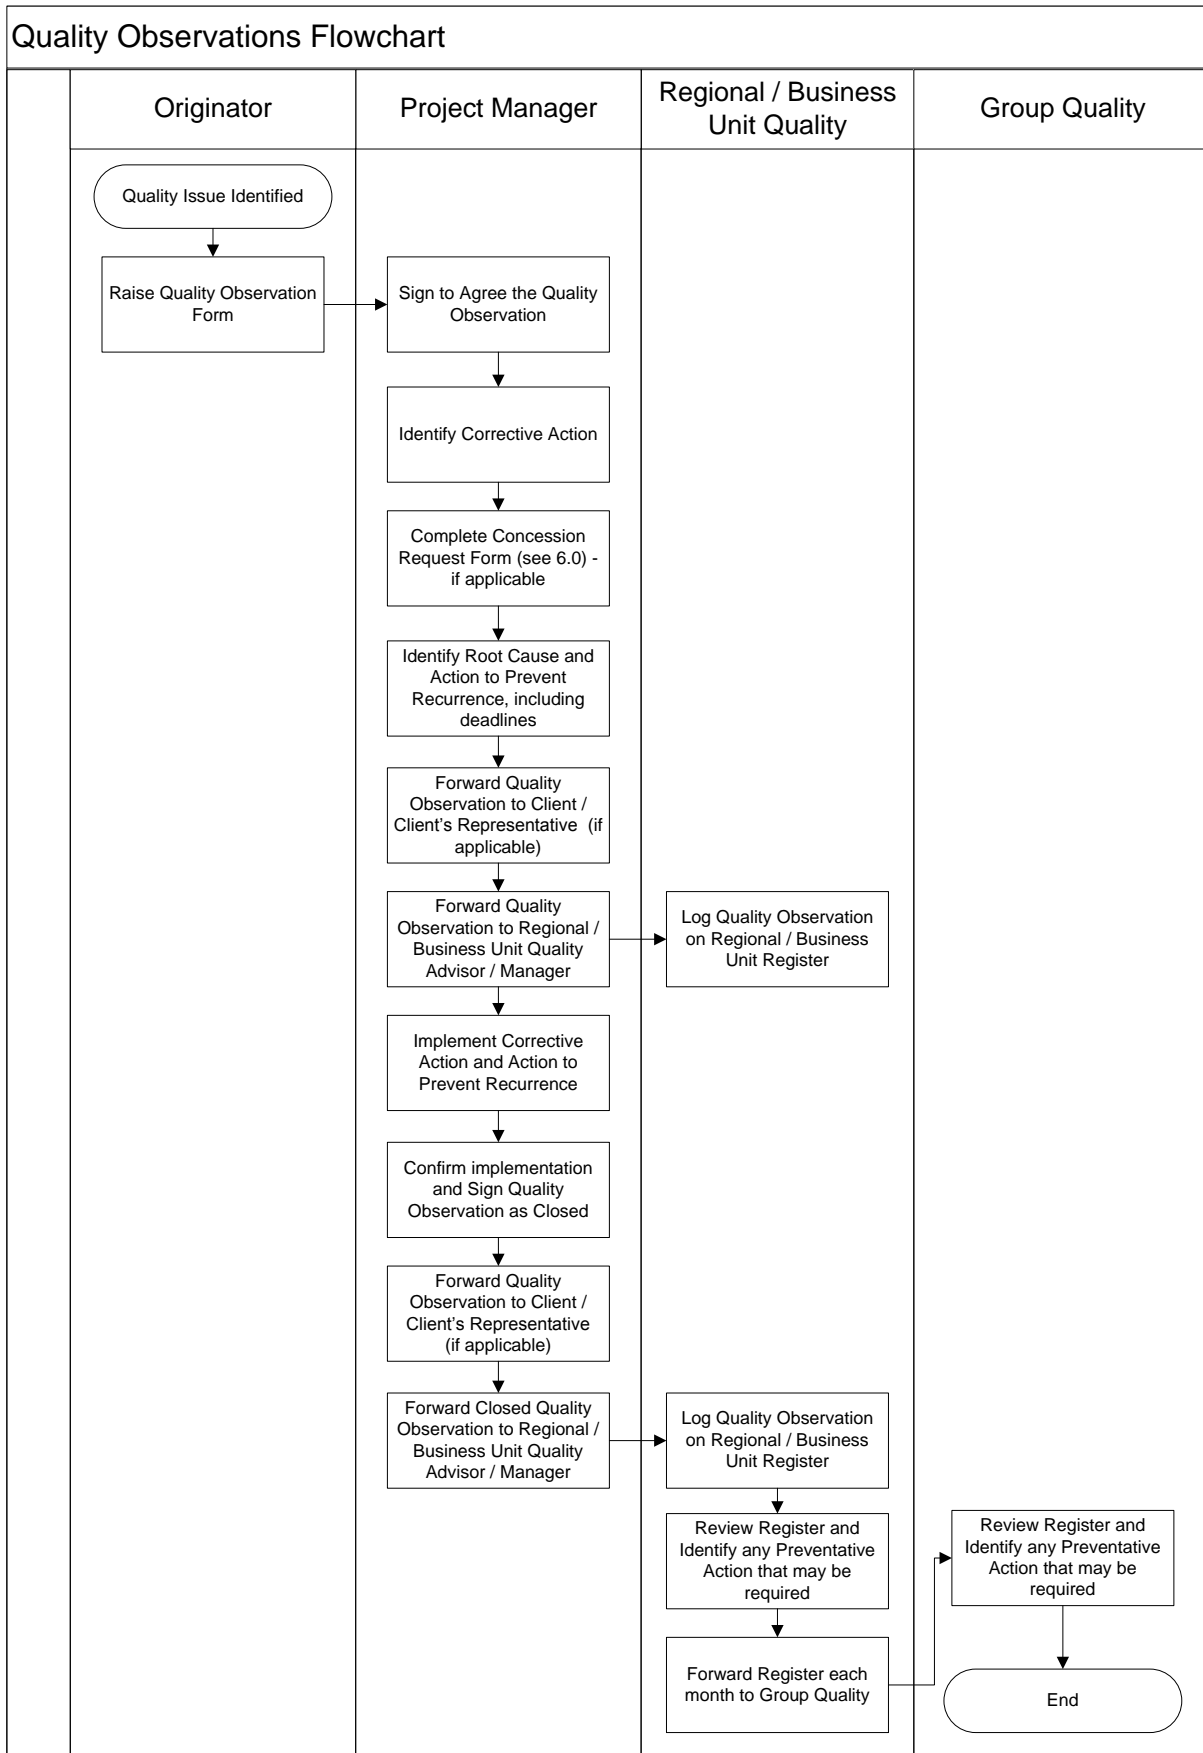 Quality Observations Flowchart
Originator
Project Manager
Regional / Business
Unit Quality
Group Quality
Quality Issue Identified
Raise Quality Observation
Form
Sign to Agree the Quality
Observation
Identify Corrective Action
Complete Concession
Request Form (see 6.0) -
if applicable
Identify Root Cause and
Action to Prevent
Recurrence, including
deadlines
Forward Quality
Observation to Client /
Client's Representative (if
applicable)
Forward Quality
Observation to Regional /
Business Unit Quality
Advisor / Manager
Log Quality Observation
on Regional / Business
Unit Register
Implement Corrective
Action and Action to
Prevent Recurrence
Confirm implementation
and Sign Quality
Observation as Closed
Forward Quality
Observation to Client /
Client's Representative
(if applicable)
Forward Closed Quality
Observation to Regional /
Business Unit Quality
Advisor / Manager
Log Quality Observation
on Regional / Business
Unit Register
Review Register and
Identify any Preventative
Action that may be
required
Review Register and
Identify any Preventative
Action that may be
required
Forward Register each
month to Group Quality
End